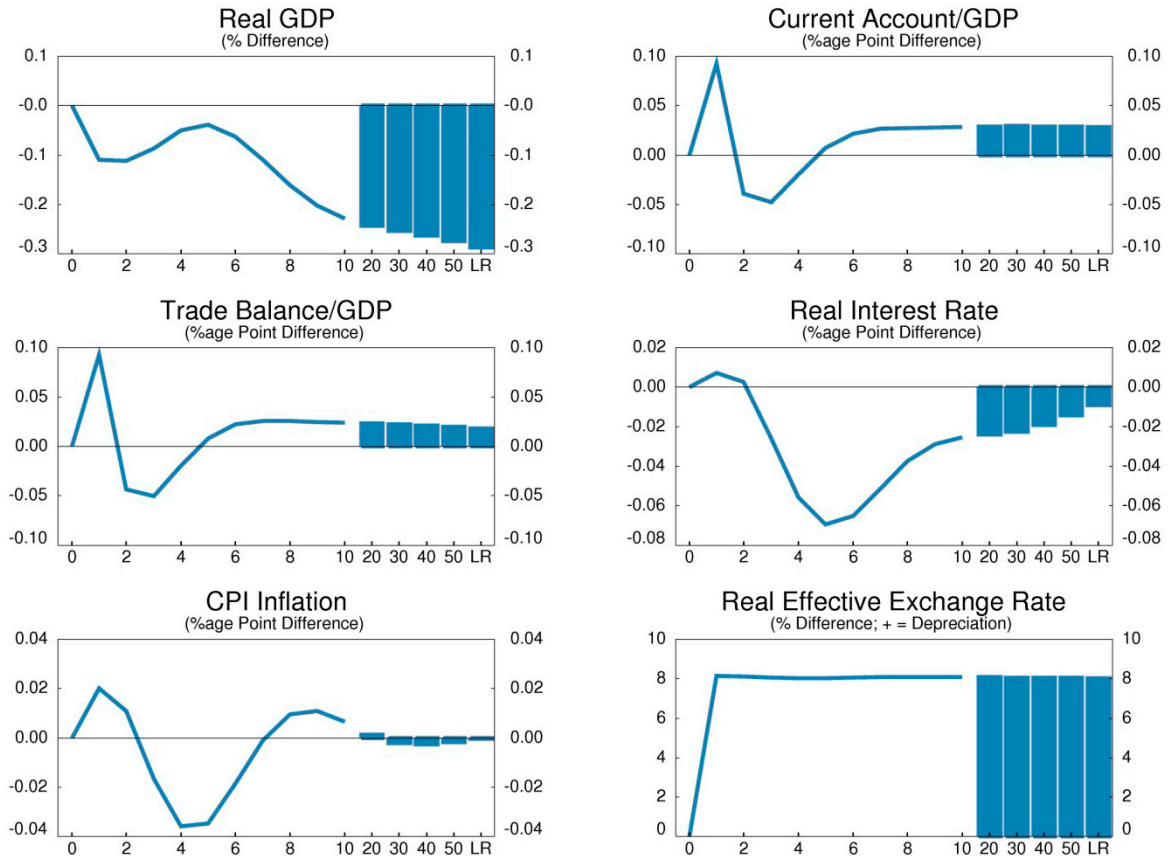 Real GDP
(% Difference)
0.1 0.1
-0.0 -0.0
-0.1 -0.1
-0.2 -0.2
-0.3 -0.3
0 2 4 6 8 10 20 30 40 50 LR
Current Account/GDP
(%age Point Difference)
0.10 0.10
0.05 0.05
0.00 0.00
-0.05 -0.05
-0.10 -0.10
0 2 4 6 8 10 20 30 40 50 LR
Trade Balance/GDP
(%age Point Difference)
0.10 0.10
0.05 0.05
0.00 0.00
-0.05 -0.05
-0.10 -0.10
0 2 4 6 8 10 20 30 40 50 LR
Real Interest Rate
(%age Point Difference)
0.02 0.02
0.00 0.00
-0.02 -0.02
-0.04 -0.04
-0.06 -0.06
-0.08 -0.08
0 2 4 6 8 10 20 30 40 50 LR
CPI Inflation
(%age Point Difference)
0.04 0.04
0.02 0.02
0.00 0.00
-0.02 -0.02
-0.04 -0.04
0 2 4 6 8 10 20 30 40 50 LR
Real Effective Exchange Rate
(% Difference; + = Depreciation)
10 10
8 8
6 6
4 4
2 2
0 0
0 2 4 6 8 10 20 30 40 50 LR